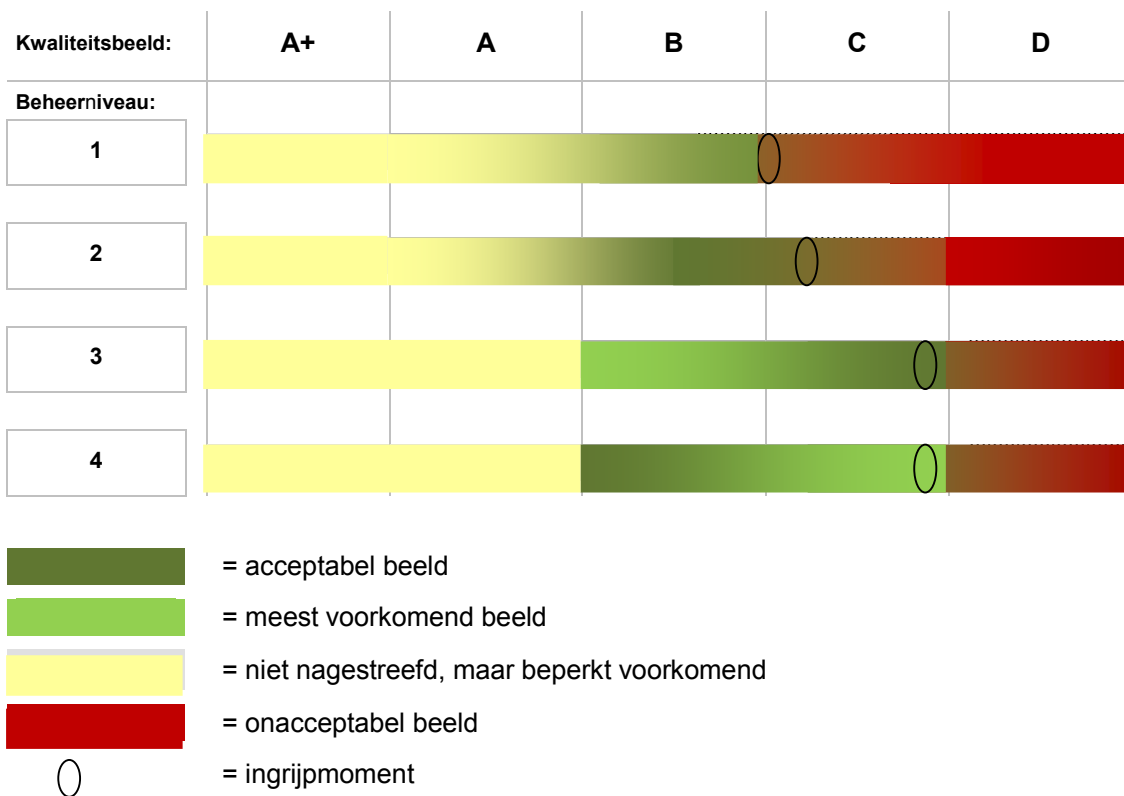 Kwaliteitsbeeld: A+ A B C D
Beheerniveau:
1
2
3
4
= acceptabel beeld
= meest voorkomend beeld
= niet nagestreefd, maar beperkt voorkomend
= onacceptabel beeld
= ingrijpmoment